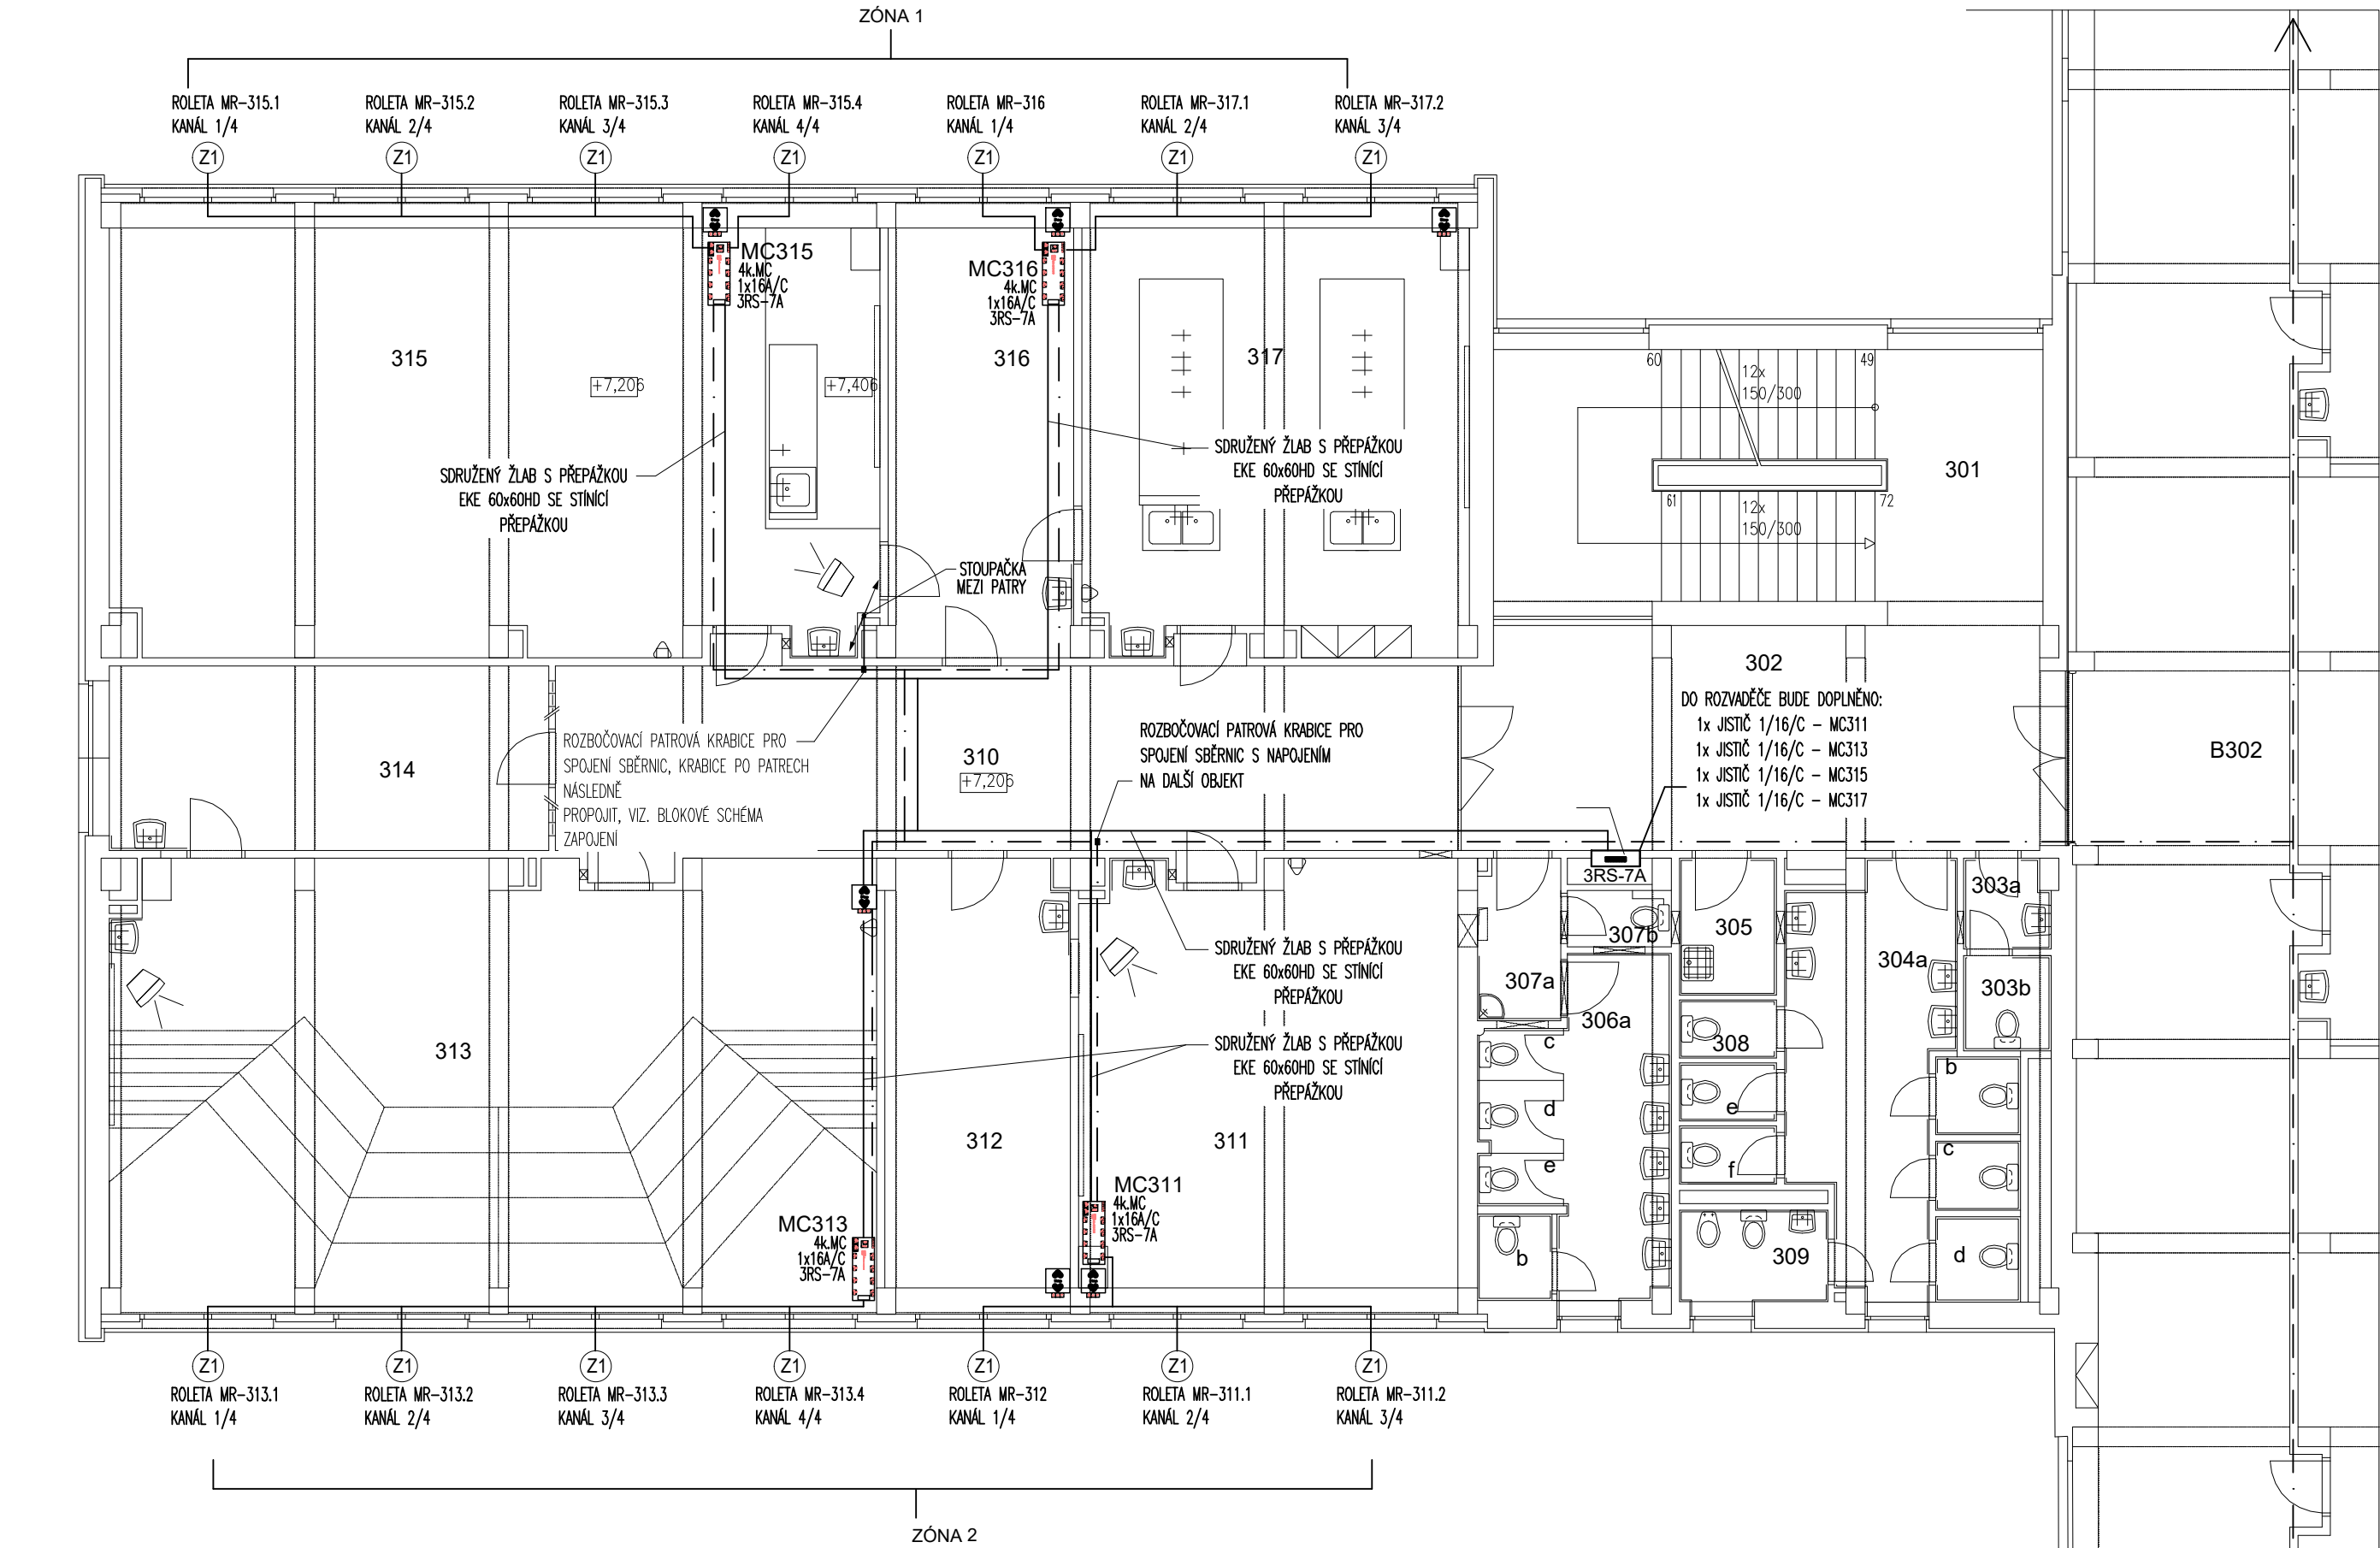 ZÓNA 1
ROLETA MR-315.1
KANÁL 1/4
ROLETA MR-315.2
KANÁL 2/4
ROLETA MR-315.3
KANÁL 3/4
ROLETA MR-315.4
KANÁL 4/4
ROLETA MR-316
KANÁL 1/4
ROLETA MR-317.1
KANÁL 2/4
ROLETA MR-317.2
KANÁL 3/4
Z1
Z1
Z1
Z1
Z1
Z1
Z1
MC315
4k.MC
1x16A/C
3RS-7A
MC316
4k.MC
1x16A/C
3RS-7A
315
+7,206
+7,406
316
317
60
49
12x
150/300
301
61
72
12x
150/300
SDRUŽENÝ ŽLAB S PŘEPÁŽKOU
EKE 60x60HD SE STÍNÍCÍ
PŘEPÁŽKOU
SDRUŽENÝ ŽLAB S PŘEPÁŽKOU
EKE 60x60HD SE STÍNÍCÍ
PŘEPÁŽKOU
STOUPAČKA
MEZI PATRY
302
DO ROZVADĚČE BUDE DOPLNĚNO:
1x JISTIČ 1/16/C - MC311
1x JISTIČ 1/16/C - MC313
1x JISTIČ 1/16/C - MC315
1x JISTIČ 1/16/C - MC317
B302
314
ROZBOČOVACÍ PATROVÁ KRABICE PRO
SPOJENÍ SBĚRNIC, KRABICE PO PATRECH
NÁSLEDNĚ
PROPOJIT, VIZ. BLOKOVÉ SCHÉMA
ZAPOJENÍ
310
+7,206
ROZBOČOVACÍ PATROVÁ KRABICE PRO
SPOJENÍ SBĚRNIC S NAPOJENÍM
NA DALŠÍ OBJEKT
3RS-7A
303a
305
307b
304a
307a
303b
306a
308
c
b
d
e
c
e
f
b
309
d
SDRUŽENÝ ŽLAB S PŘEPÁŽKOU
EKE 60x60HD SE STÍNÍCÍ
PŘEPÁŽKOU
SDRUŽENÝ ŽLAB S PŘEPÁŽKOU
EKE 60x60HD SE STÍNÍCÍ
PŘEPÁŽKOU
313
312
311
MC313
4k.MC
1x16A/C
3RS-7A
MC311
4k.MC
1x16A/C
3RS-7A
Z1
Z1
Z1
Z1
Z1
Z1
Z1
ROLETA MR-313.1
KANÁL 1/4
ROLETA MR-313.2
KANÁL 2/4
ROLETA MR-313.3
KANÁL 3/4
ROLETA MR-313.4
KANÁL 4/4
ROLETA MR-312
KANÁL 1/4
ROLETA MR-311.1
KANÁL 2/4
ROLETA MR-311.2
KANÁL 3/4
ZÓNA 2